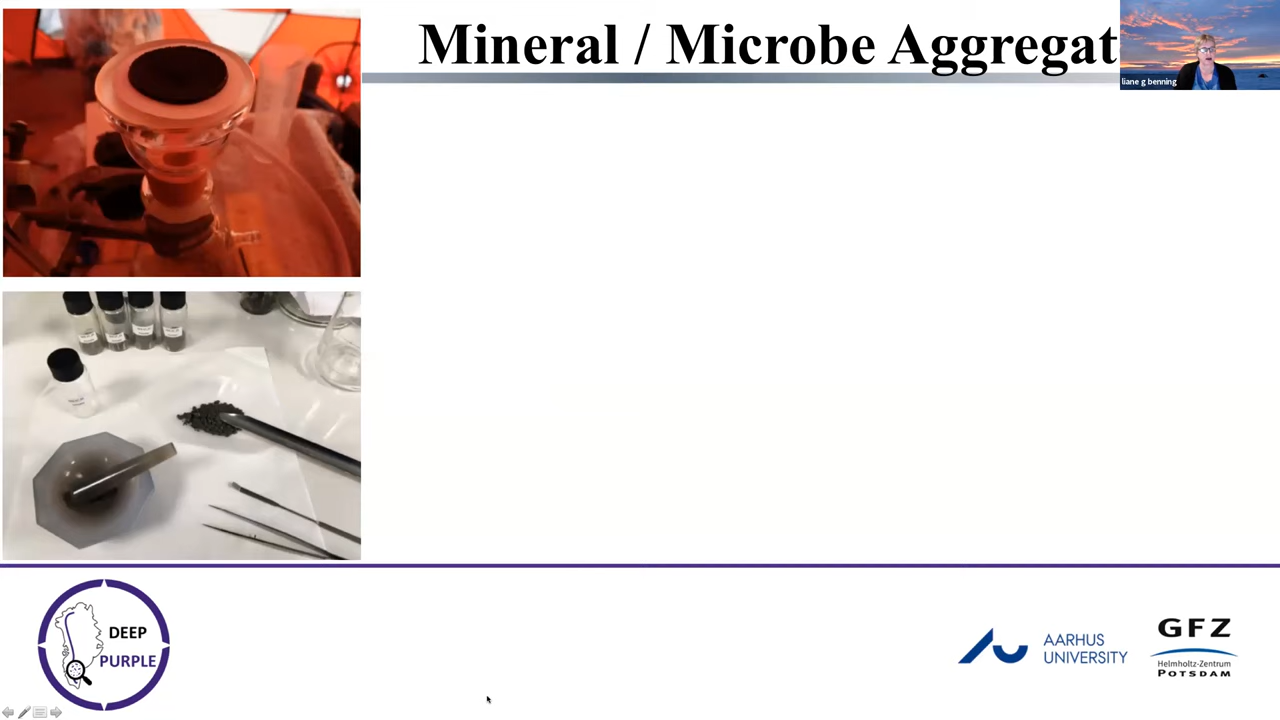 Mineral / Microbe Aggregat
liane g benning
DEEP
PURPLE
AARHUS
UNIVERSITY
GFZ
Helmholtz-Zentrum
POTSDAM